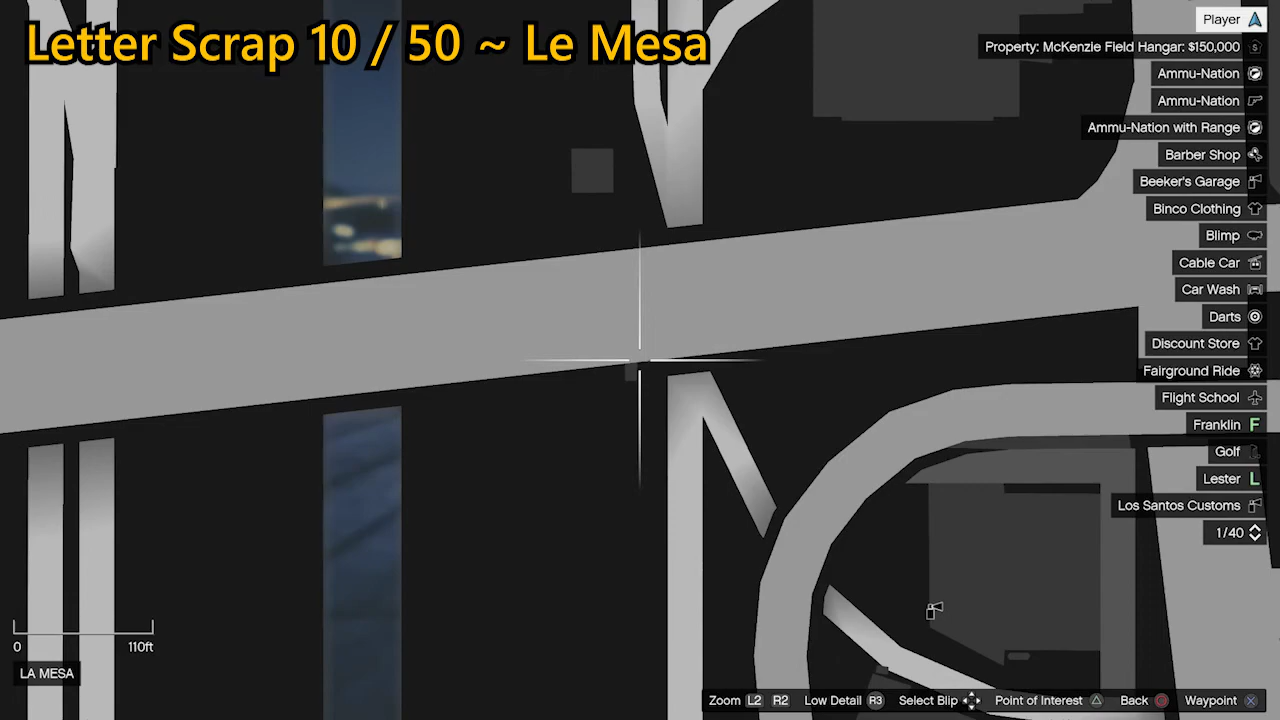 Letter Scrap 10 / 50 ~ Le Mesa
Player
Property: McKenzie Field Hangar: $150,000
Ammu-Nation
Ammu-Nation
Ammu-Nation with Range
Barber Shop
Beeker's Garage
Binco Clothing
Blimp
Cable Car
Car Wash
Darts
Discount Store
Fairground Ride
Flight School
Franklin F
Golf
Lester L
Los Santos Customs
1/40
0 110ft
LA MESA
Zoom L2 R2 Low Detail R3 Select Blip Point of Interest Back Waypoint